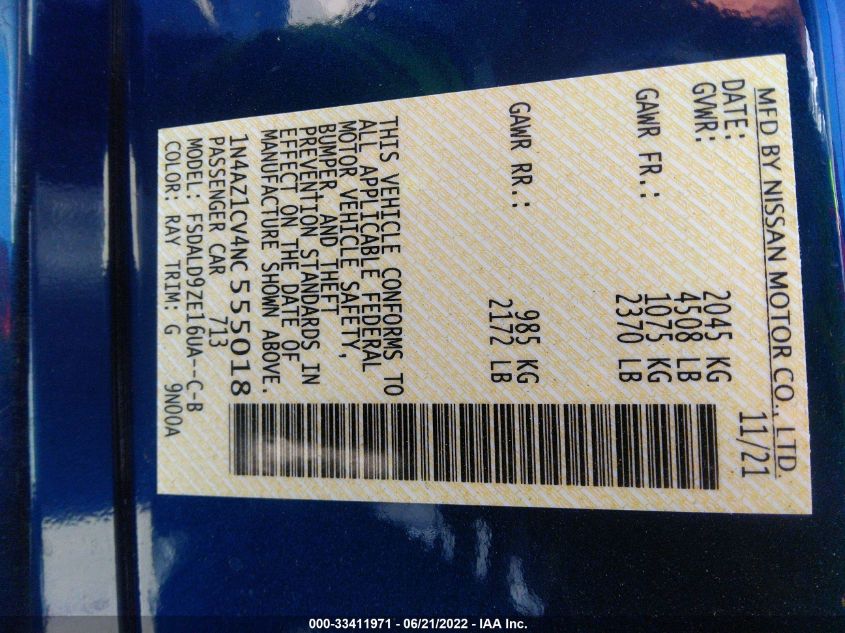 MFD BY NISSAN MOTOR CO., LTD.
DATE: 11/21
GVWR: 2045 KG
4508 LB
GAWR FR.: 1075 KG
2370 LB
GAWR RR.: 985 KG
2172 LB
THIS VEHICLE CONFORMS TO
ALL APPLICABLE FEDERAL
MOTOR VEHICLE SAFETY,
BUMPER, AND THEFT
PREVENTION STANDARDS IN
EFFECT ON THE DATE OF
MANUFACTURE SHOWN ABOVE.
1N4AZ1CV4NC555018
PASSENGER CAR 713
MODEL: FSDALD9ZE16UA--C-B
COLOR: RAY TRIM: G 9N00A
000-33411971 - 06/21/2022 - IAA Inc.